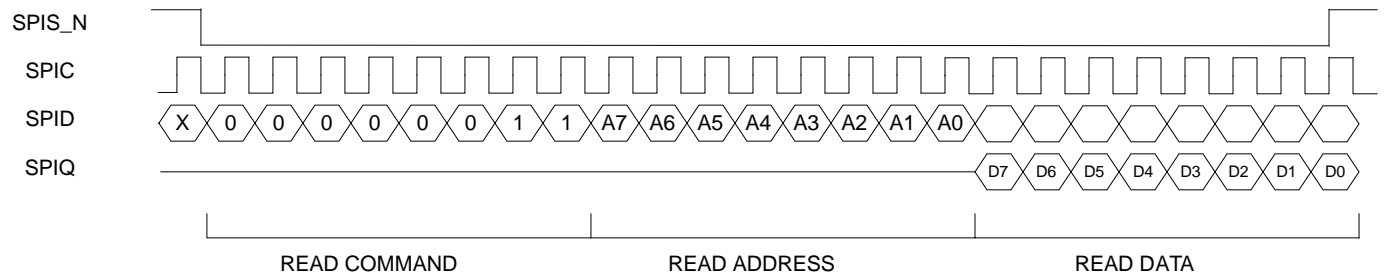 SPIS_N
SPIC
SPID X 0 0 0 0 0 0 1 1 A7 A6 A5 A4 A3 A2 A1 A0
SPIQ D7 D6 D5 D4 D3 D2 D1 D0
READ COMMAND READ ADDRESS READ DATA